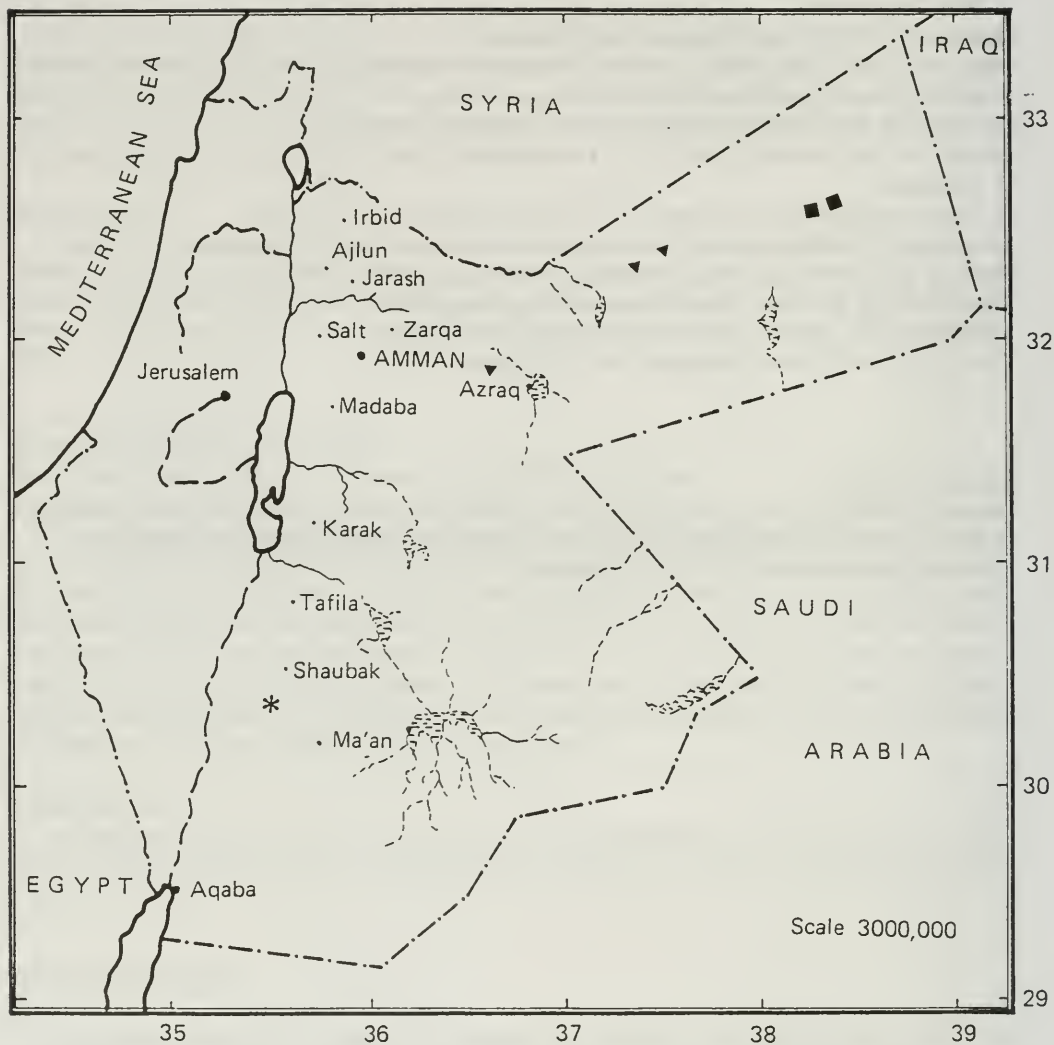 IRAQ
SYRIA
MEDITERRANEAN SEA
33
Irbid
Ajlun
Jarash
Salt
Zarqa
32
AMMAN
Jerusalem
Azraq
Madaba
Karak
31
Tafila
SAUDI
Shaubak
*
Ma'an
ARABIA
30
EGYPT
Aqaba
Scale 3000,000
29
35
36
37
38
39